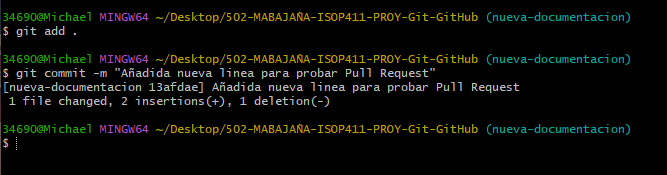 34690@Michael MINGW64 ~/Desktop/502-MABAJAÑA-ISOP411-PROY-Git-GitHub (nueva-documentacion)
$ git add .
34690@Michael MINGW64 ~/Desktop/502-MABAJAÑA-ISOP411-PROY-Git-GitHub (nueva-documentacion)
$ git commit -m "Añadida nueva linea para probar Pull Request"
[nueva-documentacion 13afdae] Añadida nueva linea para probar Pull Request
 1 file changed, 2 insertions(+), 1 deletion(-)
34690@Michael MINGW64 ~/Desktop/502-MABAJAÑA-ISOP411-PROY-Git-GitHub (nueva-documentacion)
$